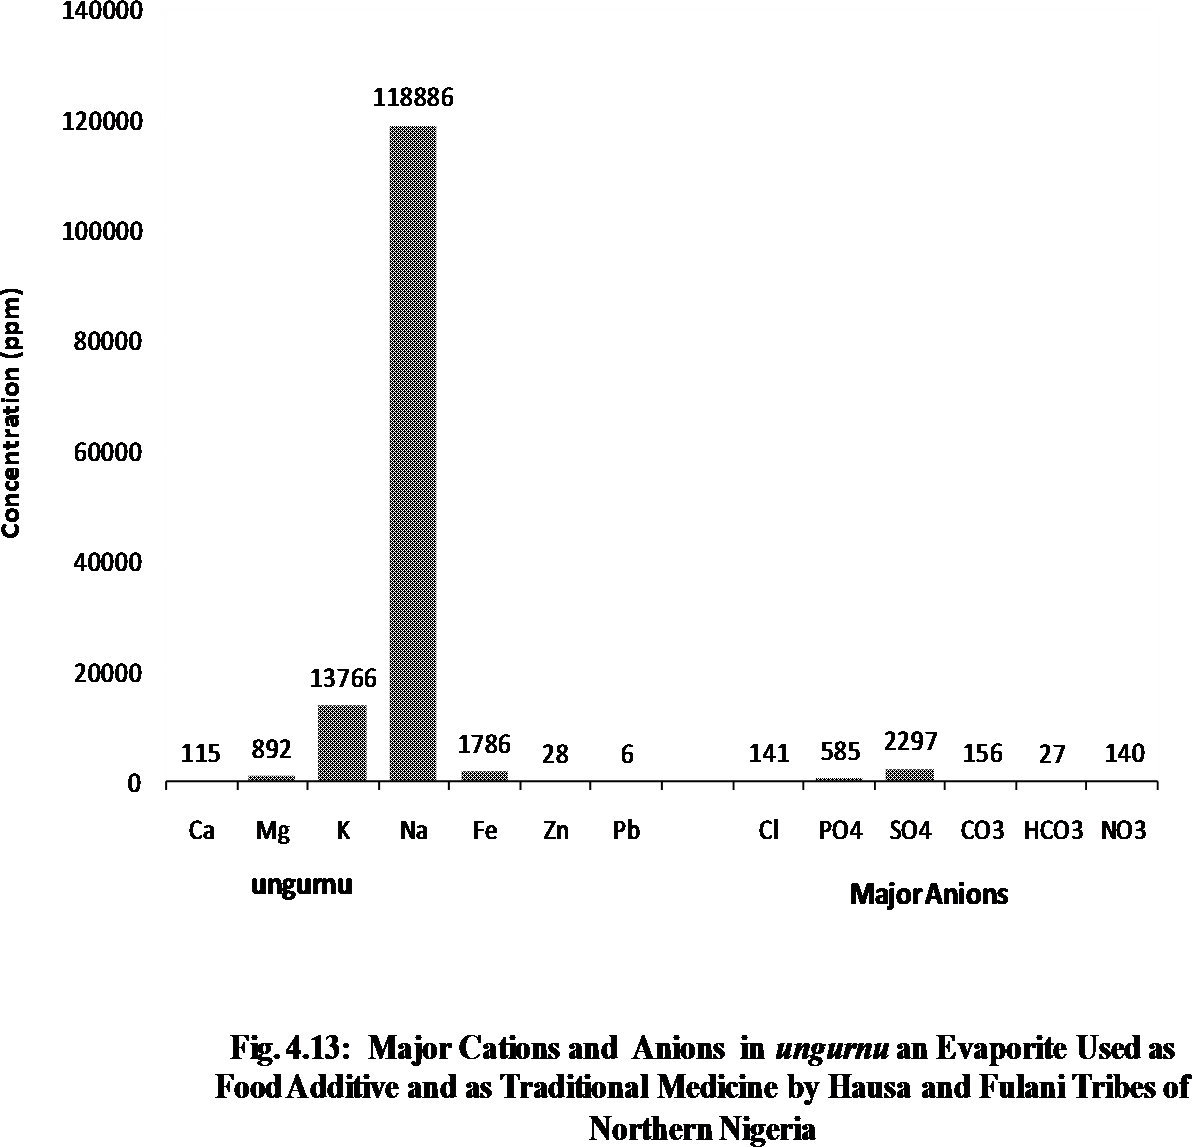 140000
120000
100000
80000
60000
40000
20000
0
Concentration (ppm)
115 892 13766 118886 1786 28 6 141 585 2297 156 27 140
Ca Mg K Na Fe Zn Pb Cl PO4 SO4 CO3 HCO3 NO3
ungurnu
Major Anions
Fig. 4.13: Major Cations and Anions in ungurnu an Evaporite Used as
Food Additive and as Traditional Medicine by Hausa and Fulani Tribes of
Northern Nigeria